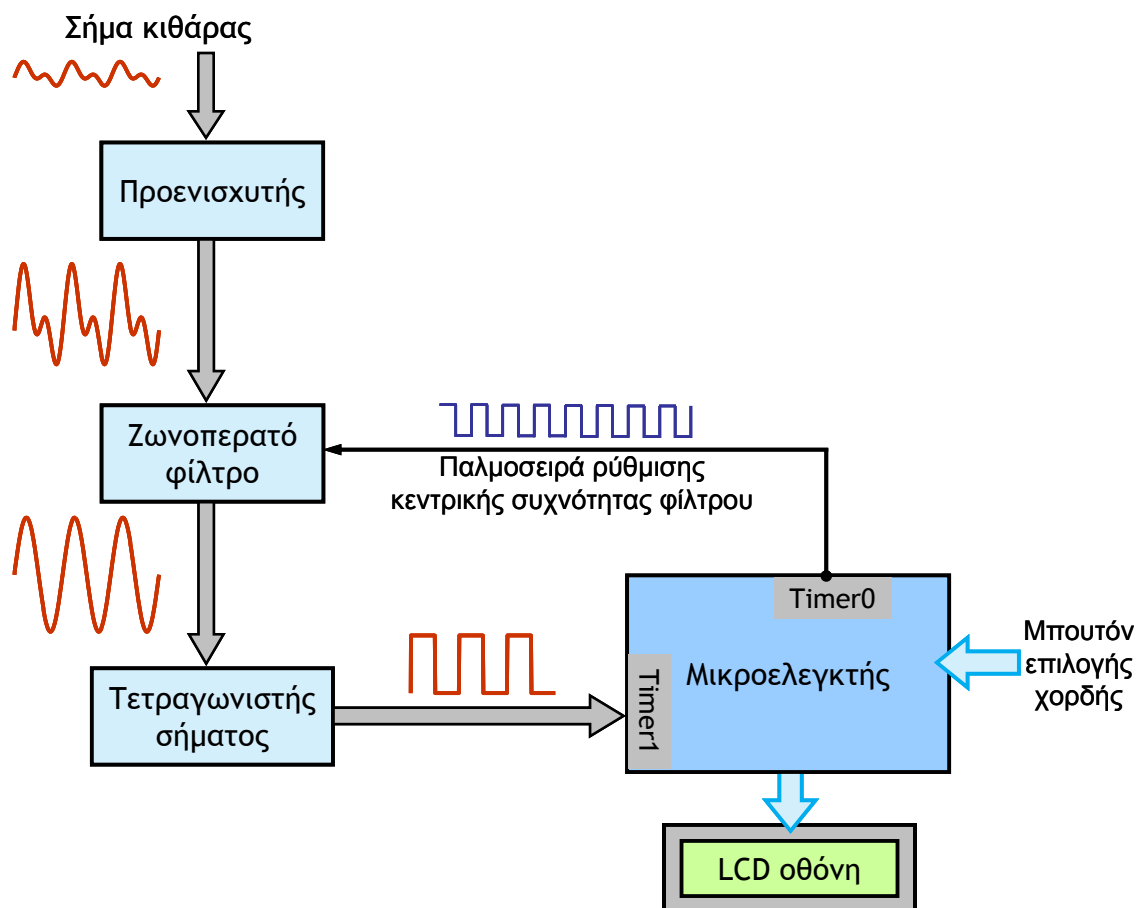 Σήμα κιθάρας
Προενισχυτής
Ζωνοπερατό
φίλτρο
Παλμοσειρά ρύθμισης
κεντρικής συχνότητας φίλτρου
Timer0
Μπουτόν
επιλογής
χορδής
Μικροελεγκτής
Timer1
Τετραγωνιστής
σήματος
LCD οθόνη